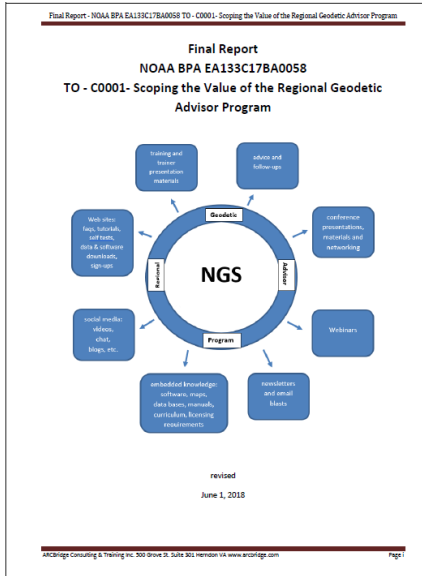 Final Report - NOAA BPA EA133C17BA0058 TO - C0001- Scoping the Value of the Regional Geodetic Advisor Program
Final Report
NOAA BPA EA133C17BA0058
TO - C0001- Scoping the Value of the Regional Geodetic
Advisor Program
training and
trainer
presentation
materials
advice and
follow-ups
Web sites:
faqs, tutorials,
self tests,
data & software
downloads,
sign-ups
Geodetic
conference
presentations,
materials and
networking
Regional
NGS
Advisor
social media:
videos,
chat,
blogs, etc.
Program
Webinars
embedded knowledge:
software, maps,
data bases, manuals,
curriculum, licensing
requirements
newsletters
and email
blasts
revised
June 1, 2018
ARCBridge Consulting & Training Inc. 900 Grove St. Suite 301 Herndon VA www.arcbridge.com
Page i